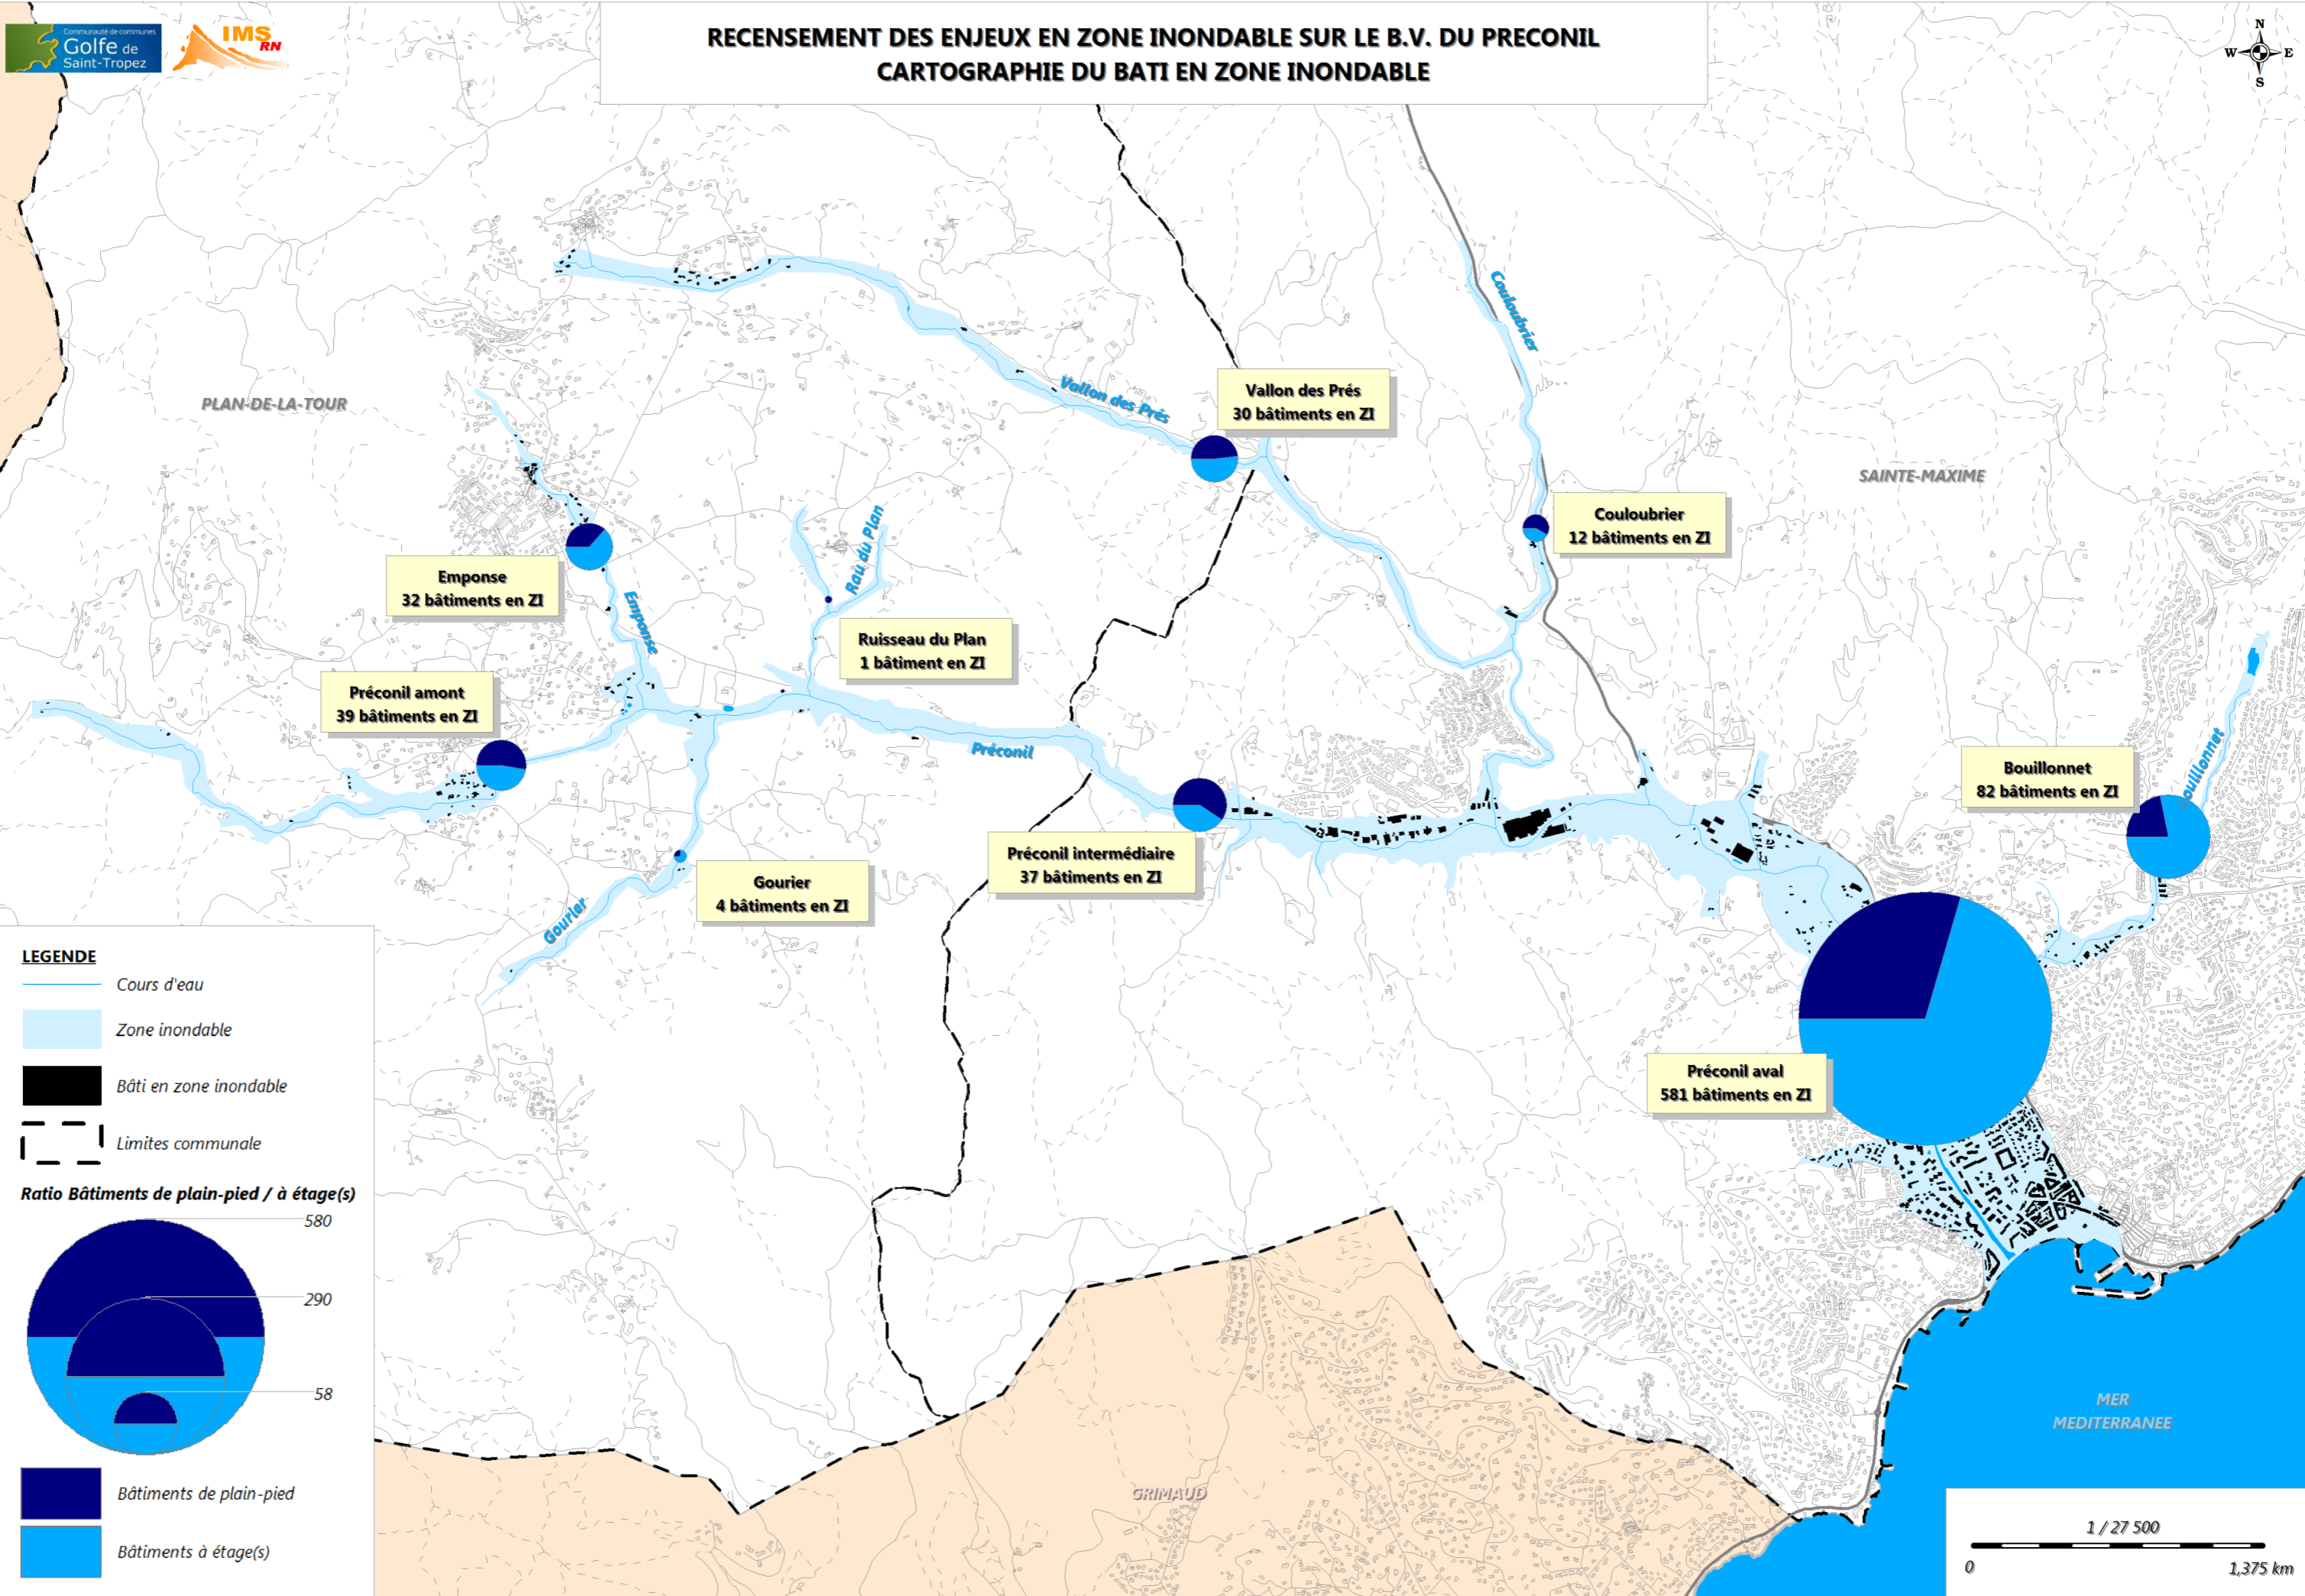 Communauté de communes
Golfe de
Saint-Tropez
IMS
RN
RECENSEMENT DES ENJEUX EN ZONE INONDABLE SUR LE B.V. DU PRECONIL
CARTOGRAPHIE DU BATI EN ZONE INONDABLE
N
W E
S
Couloubrier
PLAN-DE-LA-TOUR
Vallon des Prés
Vallon des Prés
30 bâtiments en ZI
SAINTE-MAXIME
Couloubrier
12 bâtiments en ZI
Rau du Plan
Emponse
32 bâtiments en ZI
Emponse
Ruisseau du Plan
1 bâtiment en ZI
Préconil amont
39 bâtiments en ZI
Préconil
Bouillonnet
82 bâtiments en ZI
ouillonnet
Préconil intermédiaire
37 bâtiments en ZI
Gourier
4 bâtiments en ZI
Gourier
Préconil aval
581 bâtiments en ZI
LEGENDE
Cours d'eau
Zone inondable
Bâti en zone inondable
Limites communale
Ratio Bâtiments de plain-pied / à étage(s)
580
290
58
Bâtiments de plain-pied
Bâtiments à étage(s)
GRIMAUD
MER
MEDITERRANEE
1 / 27 500
0 1,375 km